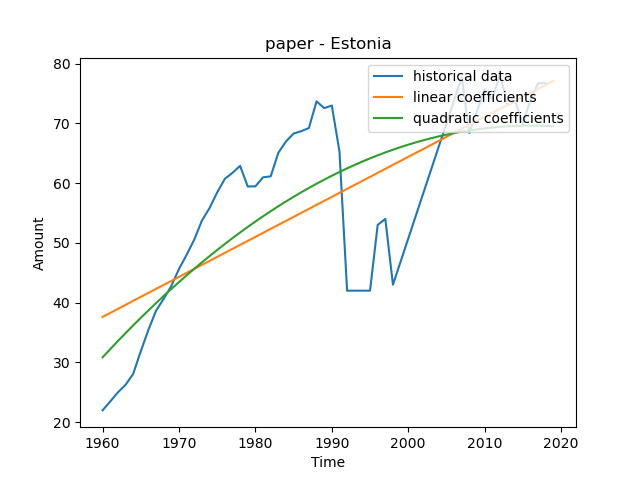 paper - Estonia
historical data
linear coefficients
quadratic coefficients
80
70
60
50
40
30
20
Amount
1960
1970
1980
1990
2000
2010
2020
Time